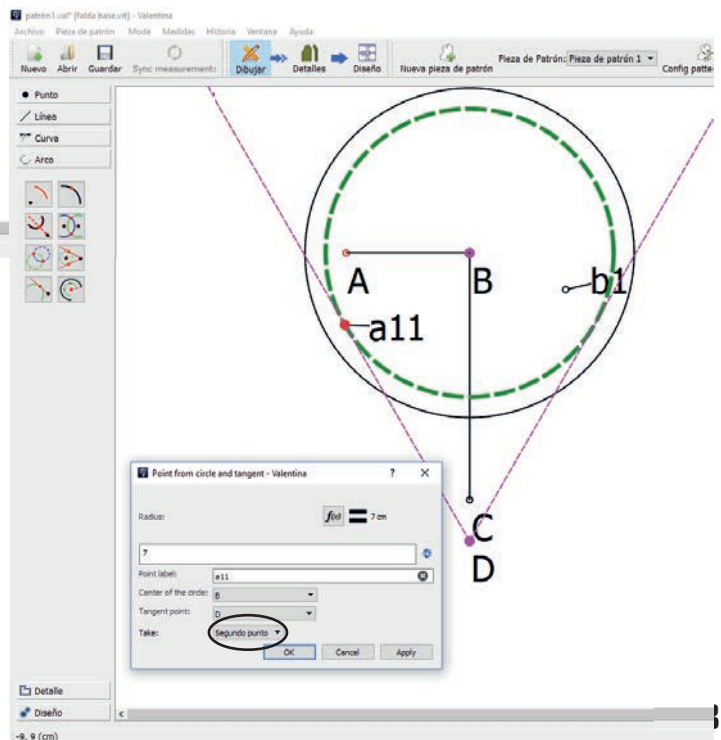 patrón1.val* [falda base.vit] - Valentina
Archivo Pieza de patrón Mode Medidas Historia Ventana Ayuda
Nuevo Abrir Guardar Sync measurements Dibujar Detalles Diseño Nueva pieza de patrón Pieza de Patrón: Pieza de patrón 1 Config patte
Punto
Línea
Curva
Arco
A
B
b1
a11
C
D
Point from circle and tangent - Valentina ? X
Radius: f(x) 7 cm
7
Point label: a11
Center of the circle: B
Tangent point: D
Take: Segundo punto
OK Cancel Apply
Detalle
Diseño
-9, 9 (cm)